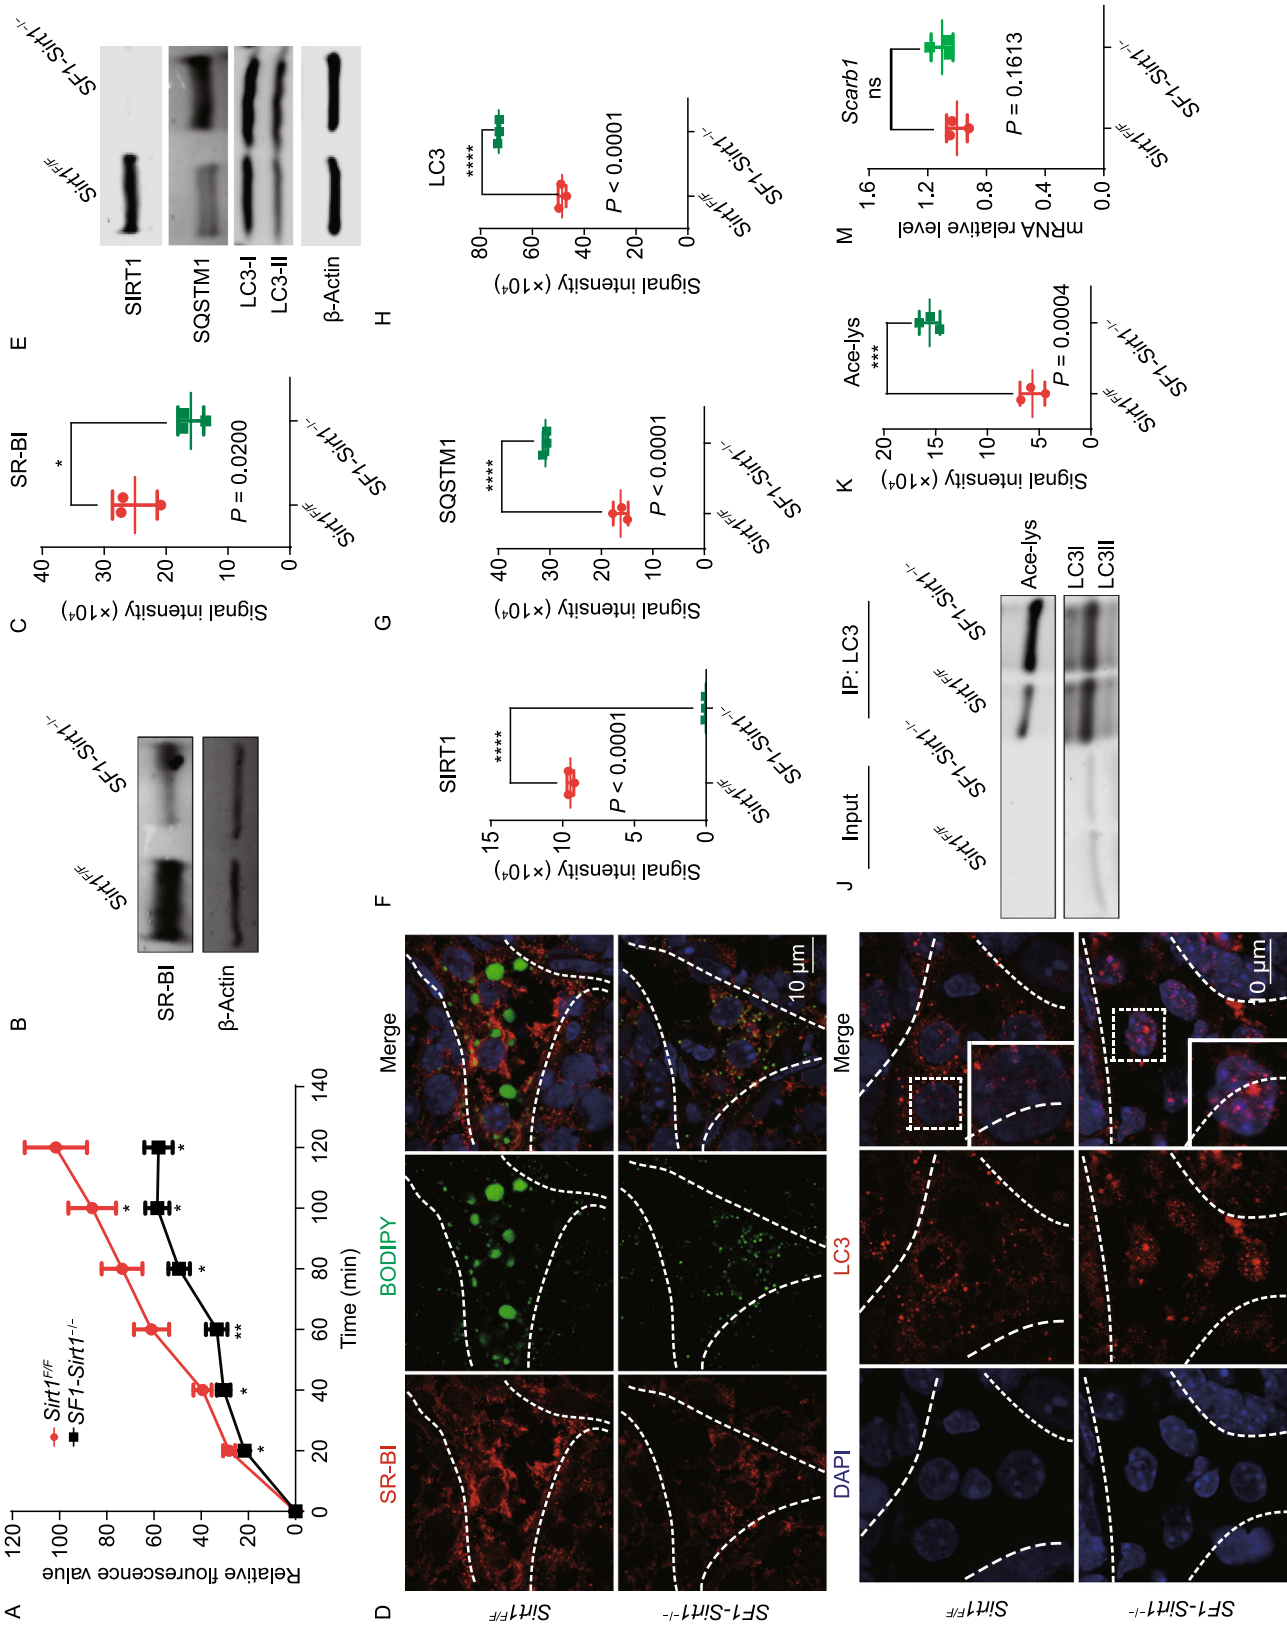 A
Relative flourescence value
120
100
80
60
40
20
0
0 20 40 60 80 100 120 140
Time (min)
Sirt1F/F
SF1-Sirt1−/−
*
*
**
*
*
*
*
B
Sirt1F/F
SF1-Sirt1−/−
SR-BI
β-Actin
C
SR-BI
Signal intensity (×10⁴)
40
30
20
10
0
*
P = 0.0200
Sirt1F/F
SF1-Sirt1−/−
E
Sirt1F/F
SF1-Sirt1−/−
SIRT1
SQSTM1
LC3-I
LC3-II
β-Actin
D
SR-BI
BODIPY
Merge
Sirt1F/F
SF1-Sirt1−/−
10 μm
DAPI
LC3
Merge
Sirt1F/F
SF1-Sirt1−/−
10 μm
F
SIRT1
Signal intensity (×10⁴)
15
10
5
0
****
P < 0.0001
Sirt1F/F
SF1-Sirt1−/−
G
SQSTM1
Signal intensity (×10⁴)
40
30
20
10
0
****
P < 0.0001
Sirt1F/F
SF1-Sirt1−/−
H
LC3
Signal intensity (×10⁴)
80
60
40
20
0
****
P < 0.0001
Sirt1F/F
SF1-Sirt1−/−
J
Input
IP: LC3
Sirt1F/F
SF1-Sirt1−/−
Sirt1F/F
SF1-Sirt1−/−
Ace-lys
LC3I
LC3II
K
Ace-lys
Signal intensity (×10⁴)
20
15
10
5
0
***
P = 0.0004
Sirt1F/F
SF1-Sirt1−/−
M
Scarb1
ns
mRNA relative level
1.6
1.2
0.8
0.4
0.0
P = 0.1613
Sirt1F/F
SF1-Sirt1−/−